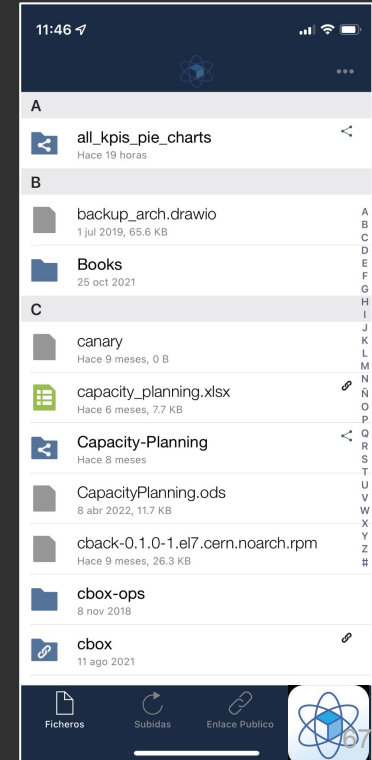 11:46
A
all_kpis_pie_charts
Hace 19 horas
B
backup_arch.drawio
1 jul 2019, 65.6 KB
Books
25 oct 2021
C
canary
Hace 9 meses, 0 B
capacity_planning.xlsx
Hace 6 meses, 7.7 KB
Capacity-Planning
Hace 8 meses
CapacityPlanning.ods
8 abr 2022, 11.7 KB
cback-0.1.0-1.el7.cern.noarch.rpm
Hace 9 meses, 26.3 KB
cbox-ops
8 nov 2018
cbox
11 ago 2021
A
B
C
D
E
F
G
H
I
J
K
L
M
N
Ñ
O
P
Q
R
S
T
U
V
W
X
Y
Z
#
Ficheros
Subidas
Enlace Publico
67